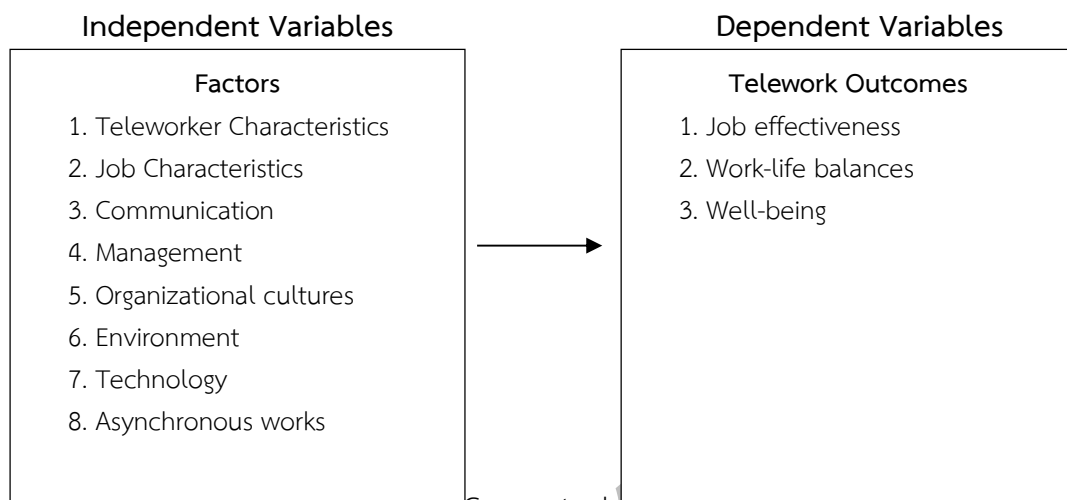 Independent Variables
Factors
1. Teleworker Characteristics
2. Job Characteristics
3. Communication
4. Management
5. Organizational cultures
6. Environment
7. Technology
8. Asynchronous works
Dependent Variables
Telework Outcomes
1. Job effectiveness
2. Work-life balances
3. Well-being